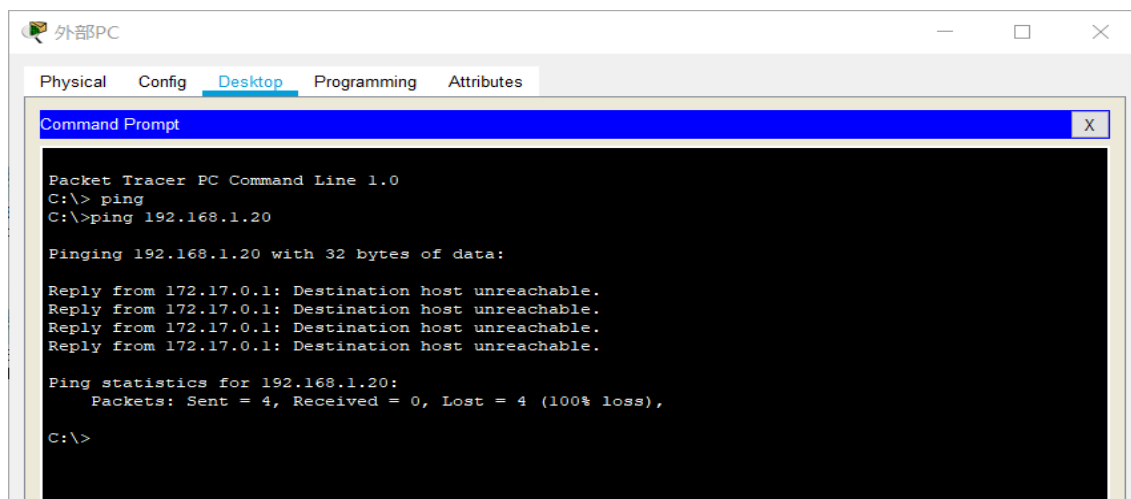 外部PC
Physical Config Desktop Programming Attributes
Command Prompt
X
Packet Tracer PC Command Line 1.0
C:\> ping
C:\>ping 192.168.1.20
Pinging 192.168.1.20 with 32 bytes of data:
Reply from 172.17.0.1: Destination host unreachable.
Reply from 172.17.0.1: Destination host unreachable.
Reply from 172.17.0.1: Destination host unreachable.
Reply from 172.17.0.1: Destination host unreachable.
Ping statistics for 192.168.1.20:
Packets: Sent = 4, Received = 0, Lost = 4 (100% loss),
C:\>